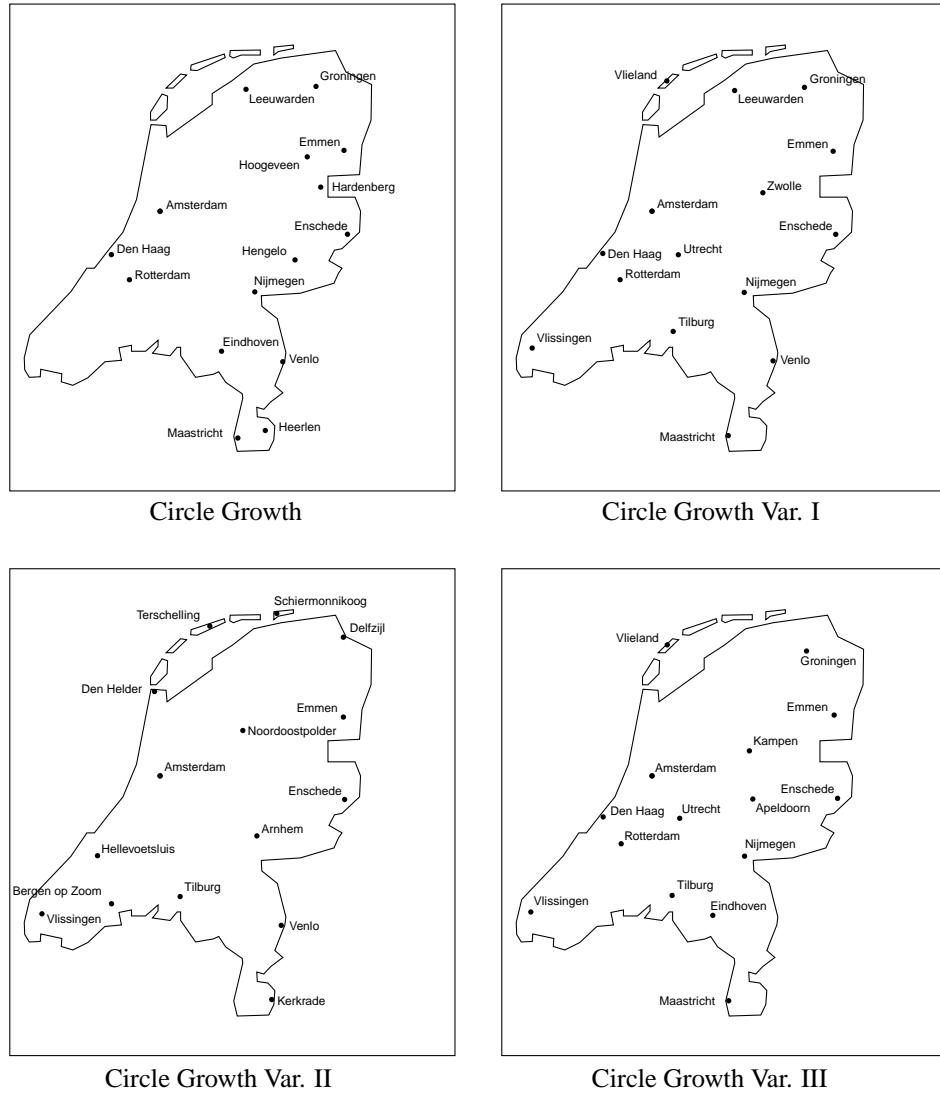 Groningen
Leeuwarden
Emmen
Hoogeveen
Hardenberg
Amsterdam
Enschede
Den Haag
Hengelo
Rotterdam
Nijmegen
Eindhoven
Venlo
Heerlen
Maastricht
Circle Growth
Vlieland
Groningen
Leeuwarden
Emmen
Zwolle
Amsterdam
Enschede
Den Haag
Utrecht
Rotterdam
Nijmegen
Tilburg
Vlissingen
Venlo
Maastricht
Circle Growth Var. I
Schiermonnikoog
Terschelling
Delfzijl
Den Helder
Emmen
Noordoostpolder
Amsterdam
Enschede
Arnhem
Hellevoetsluis
Bergen op Zoom
Tilburg
Vlissingen
Venlo
Kerkrade
Circle Growth Var. II
Vlieland
Groningen
Emmen
Kampen
Amsterdam
Enschede
Den Haag
Utrecht
Apeldoorn
Rotterdam
Nijmegen
Tilburg
Vlissingen
Eindhoven
Maastricht
Circle Growth Var. III